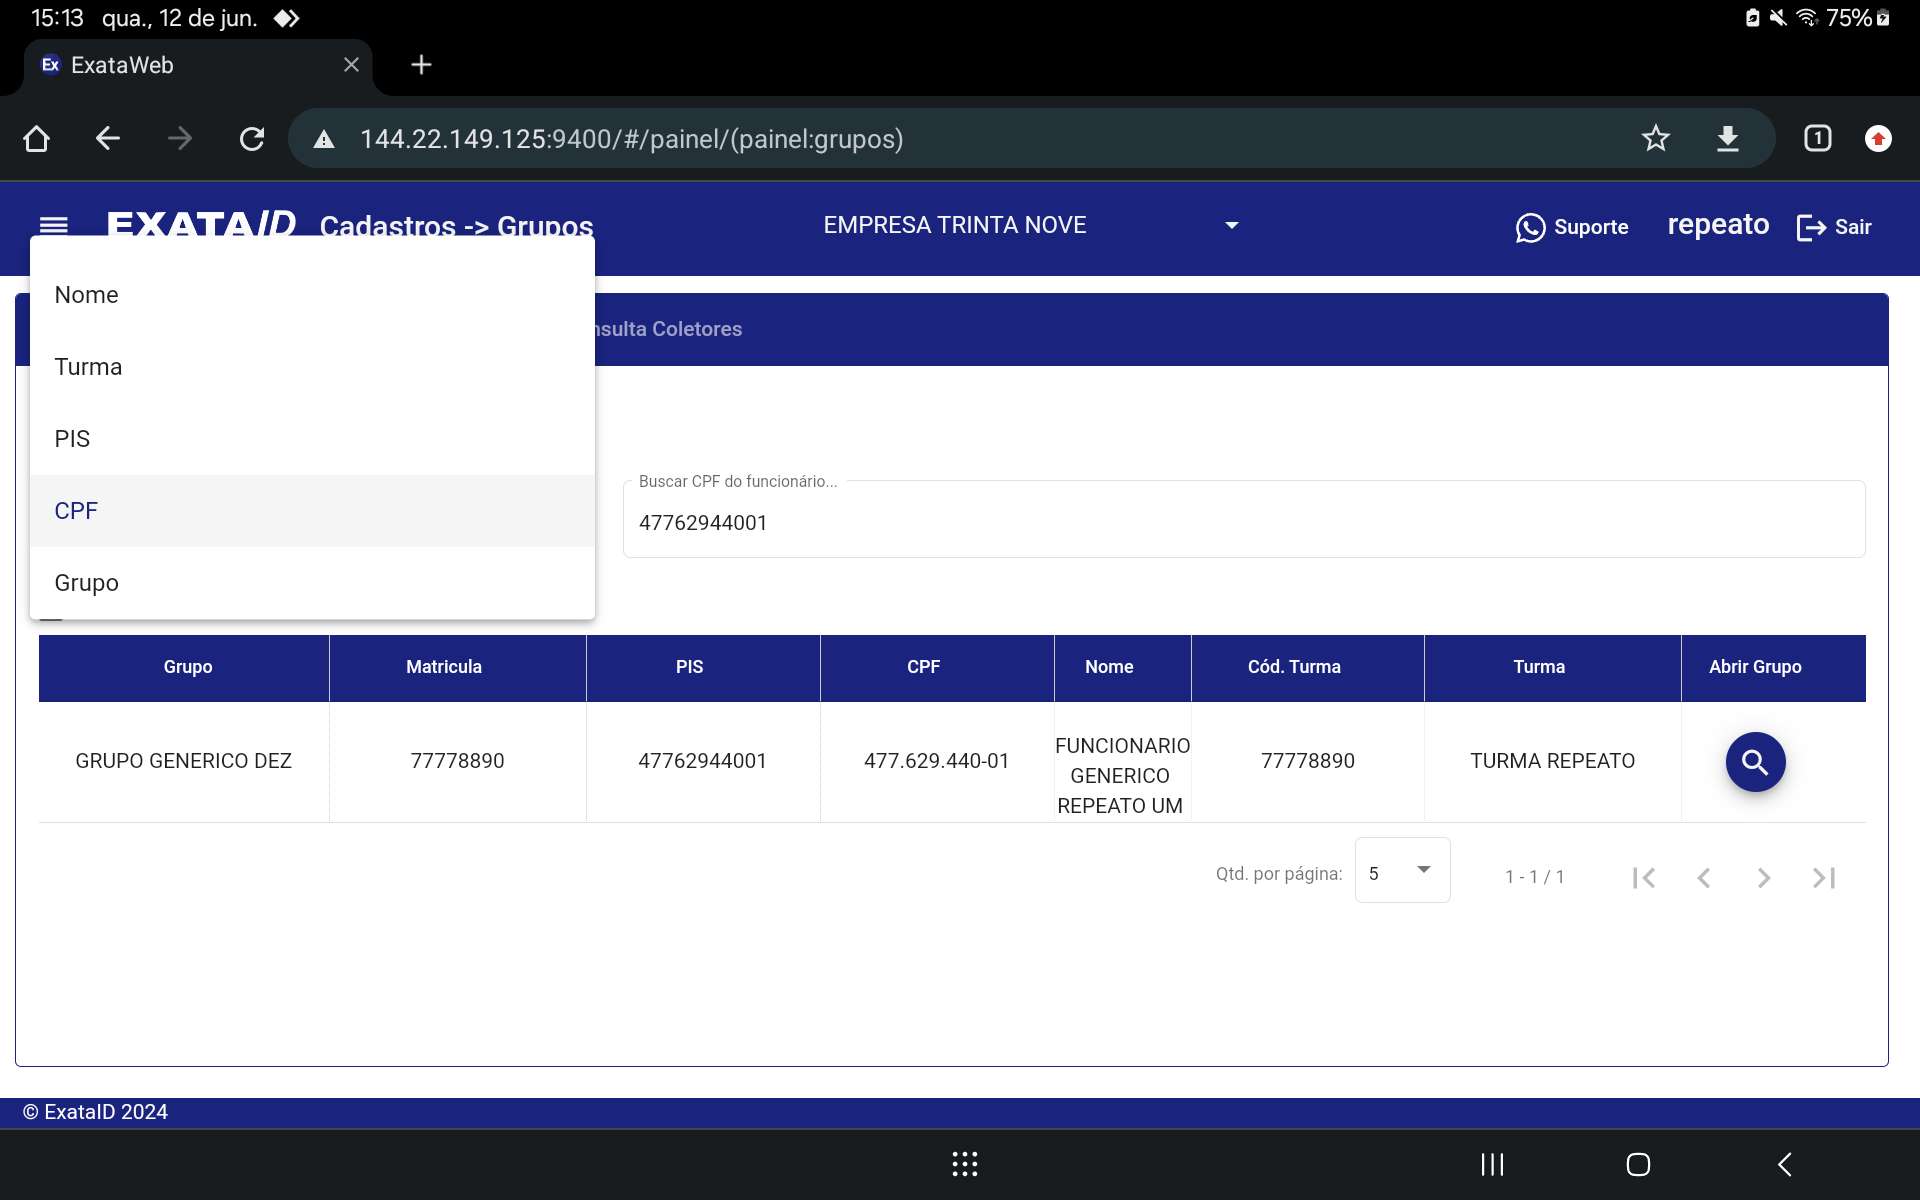 15:13 qua., 12 de jun. 75%
Ex ExataWeb
144.22.149.125:9400/#/painel/(painel:grupos) 1
EXATAID Cadastros -> Grupos EMPRESA TRINTA NOVE Suporte repeato Sair
nsulta Coletores
Nome
Turma
PIS
CPF
Grupo
Buscar CPF do funcionário...
47762944001
Grupo Matricula PIS CPF Nome Cód. Turma Turma Abrir Grupo
GRUPO GENERICO DEZ 77778890 47762944001 477.629.440-01 FUNCIONARIO GENERICO REPEATO UM 77778890 TURMA REPEATO
Qtd. por página: 5 1 - 1 / 1
© ExataID 2024